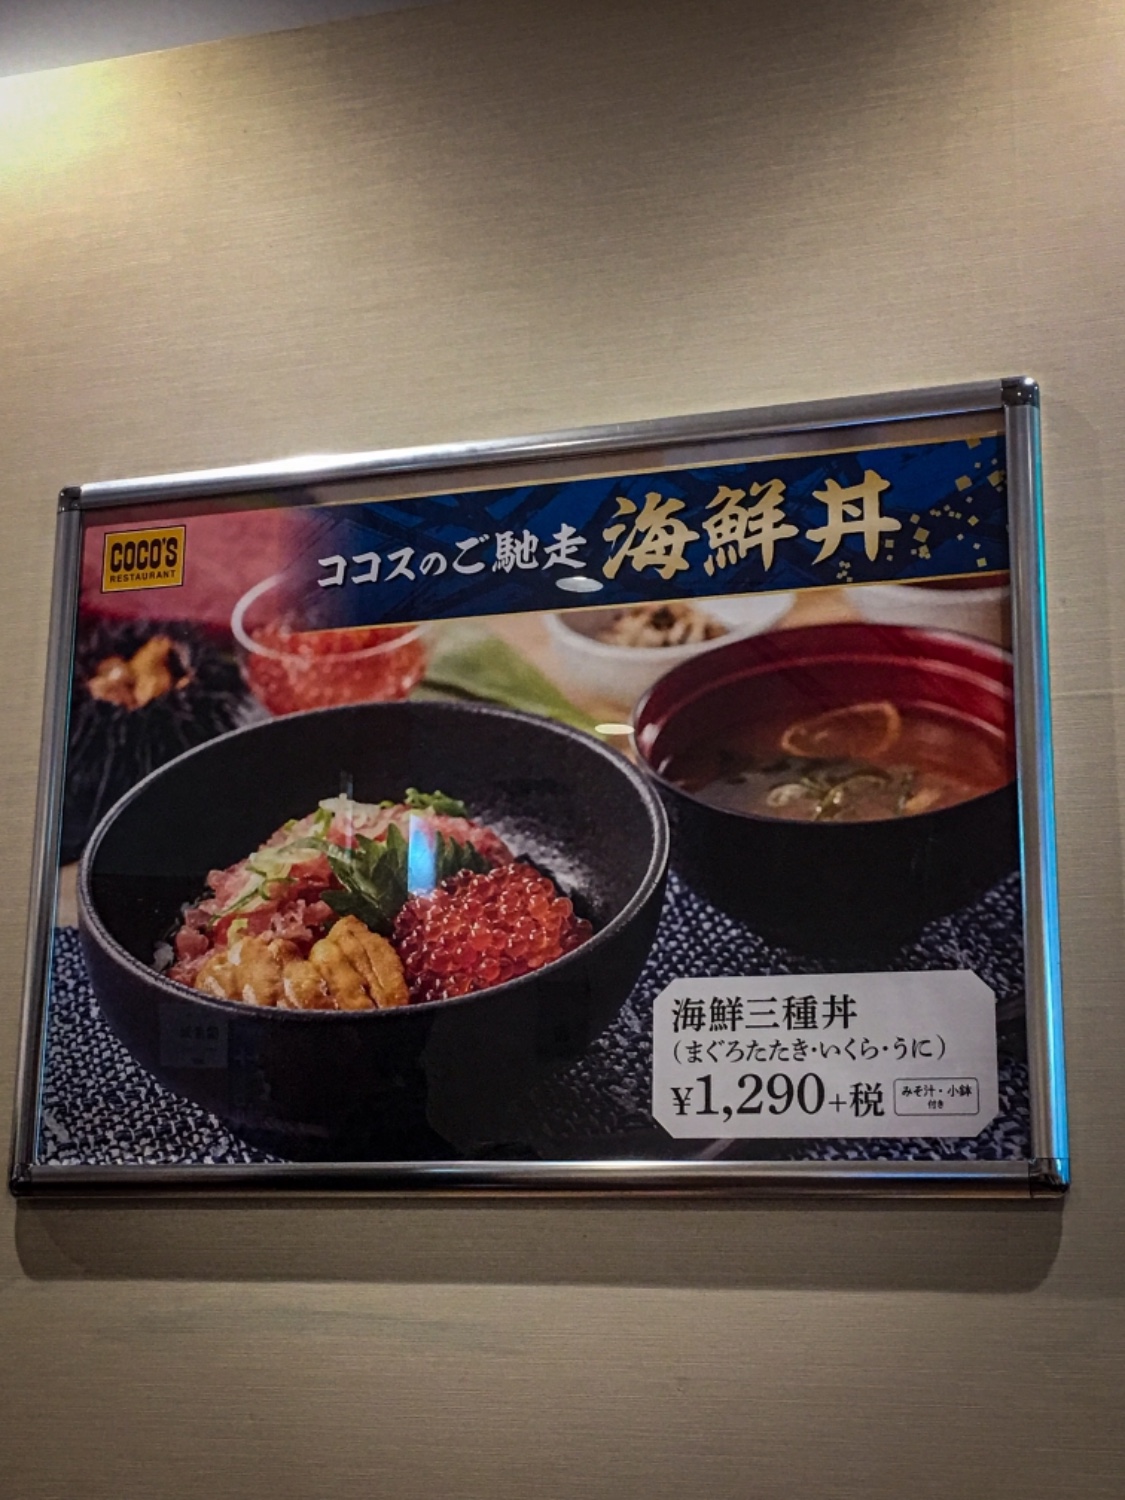 COCO'S
RESTAURANT
ココスのご馳走 海鮮丼
海鮮三種丼
（まぐろたたき・いくら・うに）
¥1,290+税
みそ汁・小鉢
付き